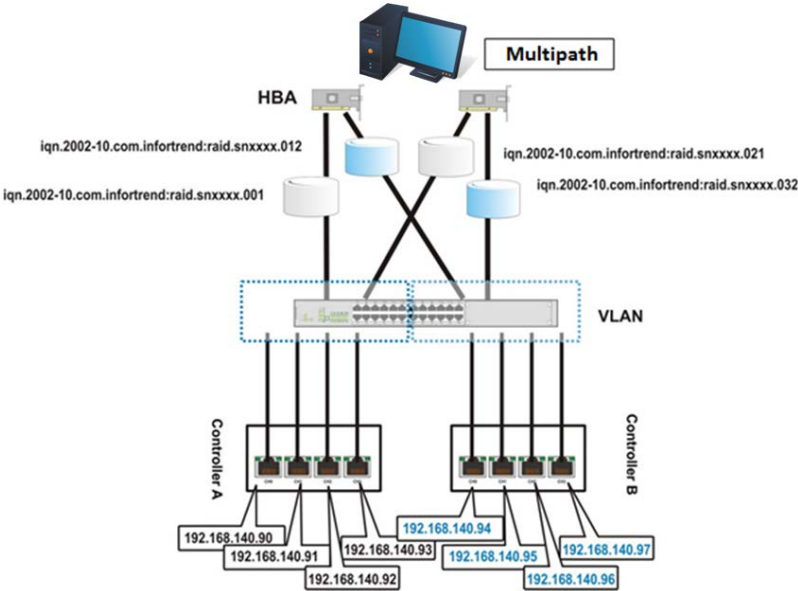 Multipath
HBA
iqn.2002-10.com.infortrend:raid.snxxxx.012
iqn.2002-10.com.infortrend:raid.snxxxx.021
iqn.2002-10.com.infortrend:raid.snxxxx.001
iqn.2002-10.com.infortrend:raid.snxxxx.032
VLAN
Controller A
Controller B
192.168.140.90
192.168.140.91
192.168.140.92
192.168.140.93
192.168.140.94
192.168.140.95
192.168.140.96
192.168.140.97